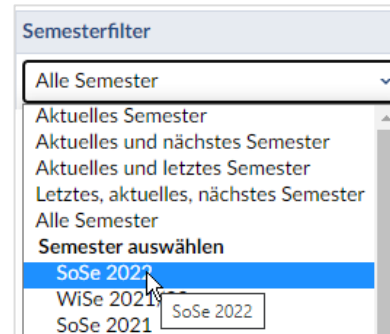 Semesterfilter
Alle Semester
Aktuelles Semester
Aktuelles und nächstes Semester
Aktuelles und letztes Semester
Letztes, aktuelles, nächstes Semester
Alle Semester
Semester auswählen
SoSe 2022
WiSe
SoSe 2022
SoSe 2021